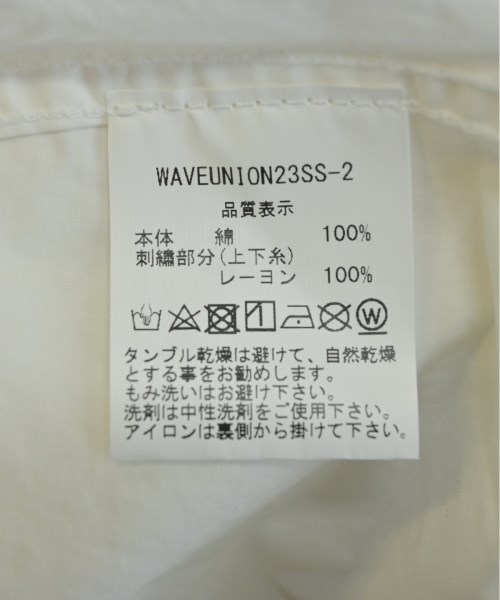 WAVEUNION23SS-2
品質表示
本体 綿 100%
刺繍部分(上下糸)
レーヨン 100%
W
タンブル乾燥は避けて、自然乾燥
とする事をお勧めします。
もみ洗いはお避け下さい。
洗剤は中性洗剤をご使用下さい。
アイロンは裏側から掛けて下さい。